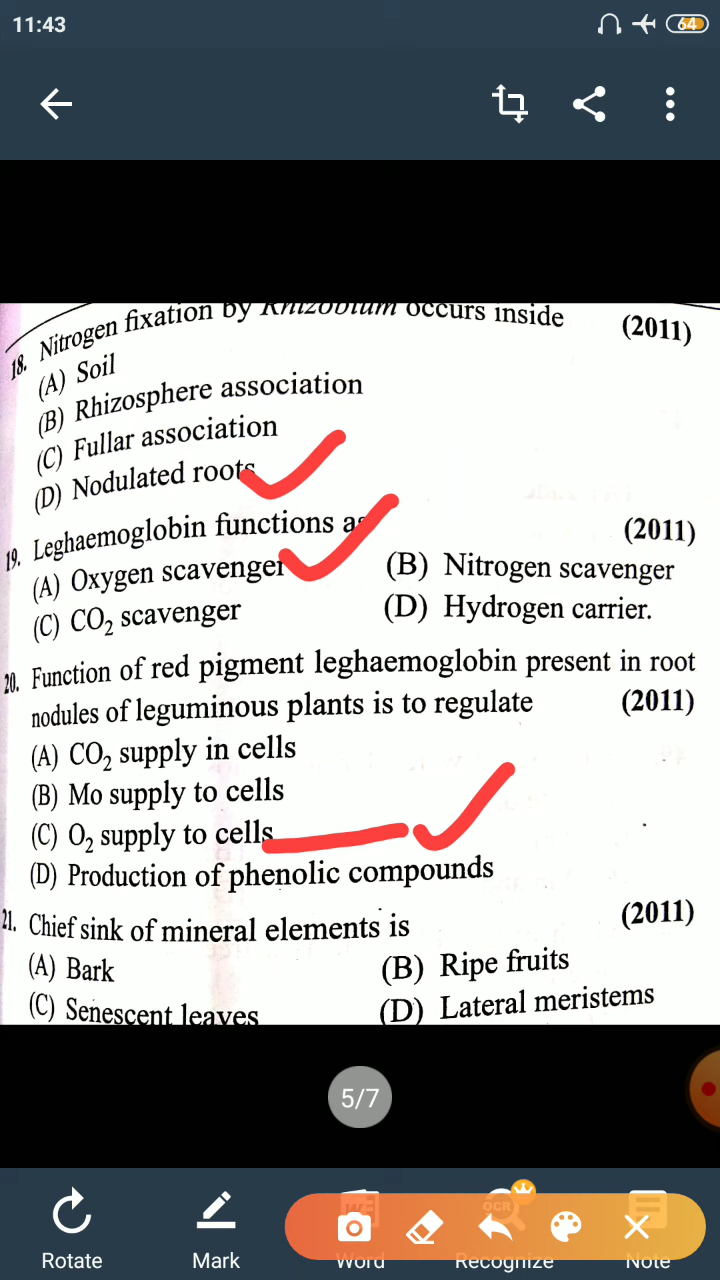 11:43
64
18. Nitrogen fixation by Rhizobium occurs inside (2011)
(A) Soil
(B) Rhizosphere association
(C) Fullar association
(D) Nodulated roots
19. Leghaemoglobin functions as (2011)
(A) Oxygen scavenger (B) Nitrogen scavenger
(C) CO₂ scavenger (D) Hydrogen carrier.
20. Function of red pigment leghaemoglobin present in root
nodules of leguminous plants is to regulate (2011)
(A) CO₂ supply in cells
(B) Mo supply to cells
(C) O₂ supply to cells
(D) Production of phenolic compounds
21. Chief sink of mineral elements is (2011)
(A) Bark (B) Ripe fruits
(C) Senescent leaves (D) Lateral meristems
5/7
OCR
Rotate Mark Word Recognize Note